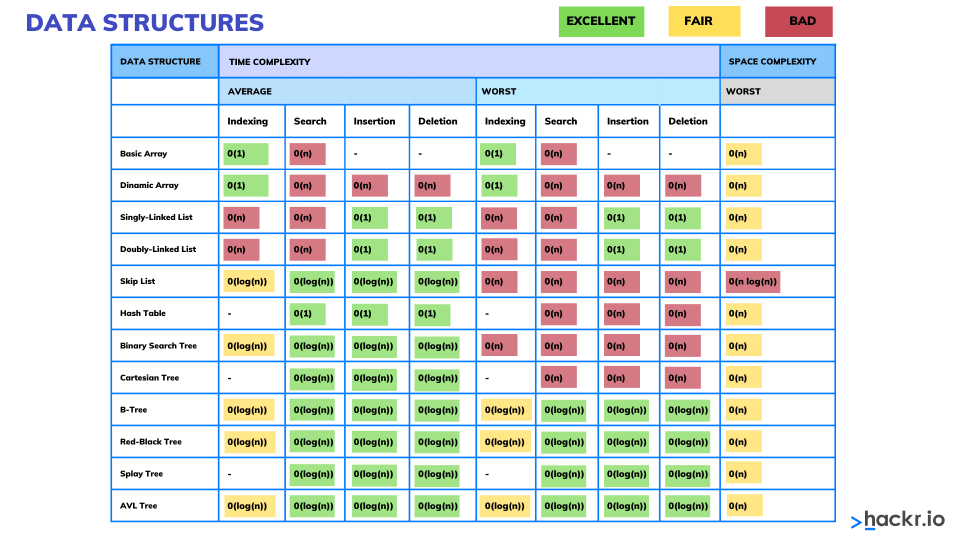 DATA STRUCTURES
EXCELLENT FAIR BAD
DATA STRUCTURE TIME COMPLEXITY SPACE COMPLEXITY
AVERAGE WORST WORST
Indexing Search Insertion Deletion Indexing Search Insertion Deletion
Basic Array 0(1) 0(n) - - 0(1) 0(n) - - 0(n)
Dinamic Array 0(1) 0(n) 0(n) 0(n) 0(1) 0(n) 0(n) 0(n) 0(n)
Singly-Linked List 0(n) 0(n) 0(1) 0(1) 0(n) 0(n) 0(1) 0(1) 0(n)
Doubly-Linked List 0(n) 0(n) 0(1) 0(1) 0(n) 0(n) 0(1) 0(1) 0(n)
Skip List 0(log(n)) 0(log(n)) 0(log(n)) 0(log(n)) 0(n) 0(n) 0(n) 0(n) 0(n log(n))
Hash Table - 0(1) 0(1) 0(1) - 0(n) 0(n) 0(n) 0(n)
Binary Search Tree 0(log(n)) 0(log(n)) 0(log(n)) 0(log(n)) 0(n) 0(n) 0(n) 0(n) 0(n)
Cartesian Tree - 0(log(n)) 0(log(n)) 0(log(n)) - 0(n) 0(n) 0(n) 0(n)
B-Tree 0(log(n)) 0(log(n)) 0(log(n)) 0(log(n)) 0(log(n)) 0(log(n)) 0(log(n)) 0(log(n)) 0(n)
Red-Black Tree 0(log(n)) 0(log(n)) 0(log(n)) 0(log(n)) 0(log(n)) 0(log(n)) 0(log(n)) 0(log(n)) 0(n)
Splay Tree - 0(log(n)) 0(log(n)) 0(log(n)) - 0(log(n)) 0(log(n)) 0(log(n)) 0(n)
AVL Tree 0(log(n)) 0(log(n)) 0(log(n)) 0(log(n)) 0(log(n)) 0(log(n)) 0(log(n)) 0(log(n)) 0(n)
hackr.io